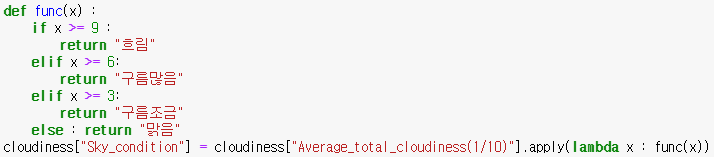 def func(x) :
    if x >= 9 :
        return "흐림"
    elif x >= 6:
        return "구름많음"
    elif x >= 3:
        return "구름조금"
    else : return "맑음"
cloudiness["Sky_condition"] = cloudiness["Average_total_cloudiness(1/10)"].apply(lambda x : func(x))